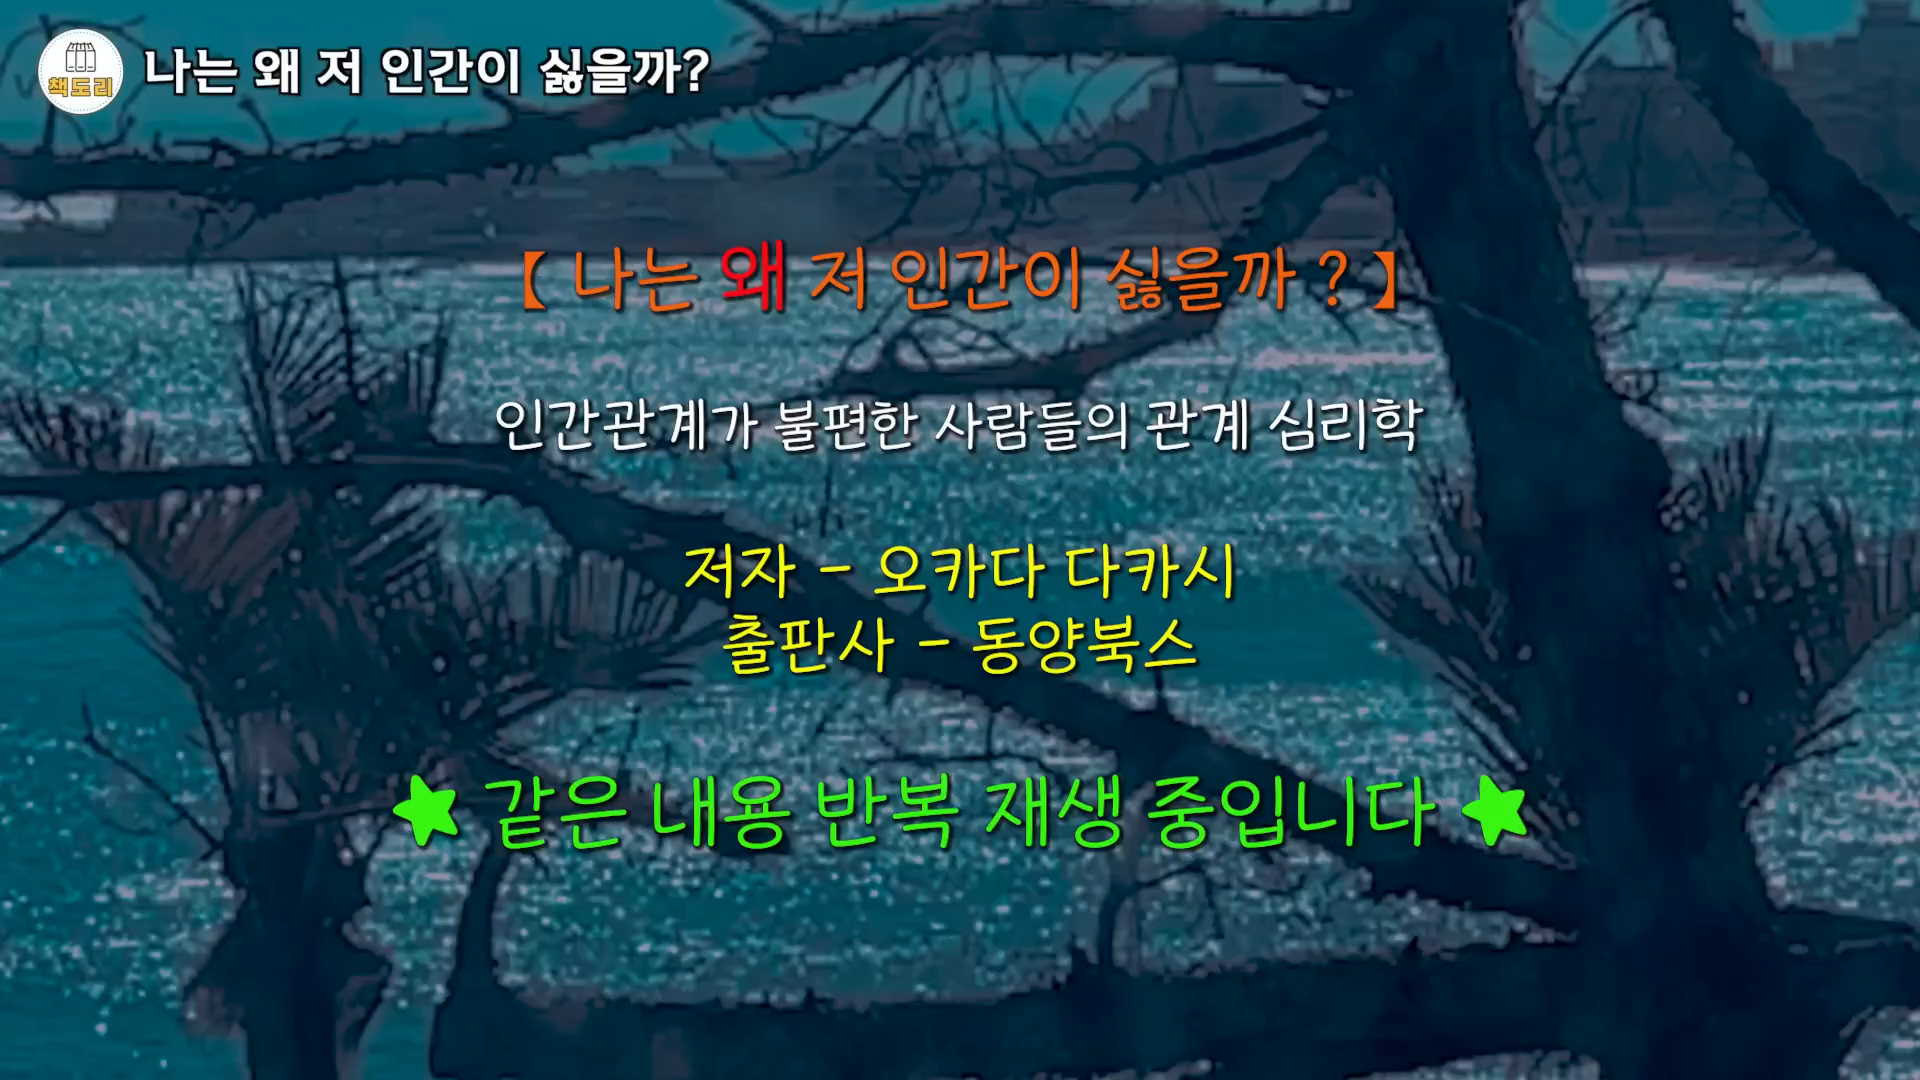 책도리
나는 왜 저 인간이 싫을까?
【 나는 왜 저 인간이 싫을까 ? 】
인간관계가 불편한 사람들의 관계 심리학
저자 - 오카다 다카시
출판사 - 동양북스
★ 같은 내용 반복 재생 중입니다 ★